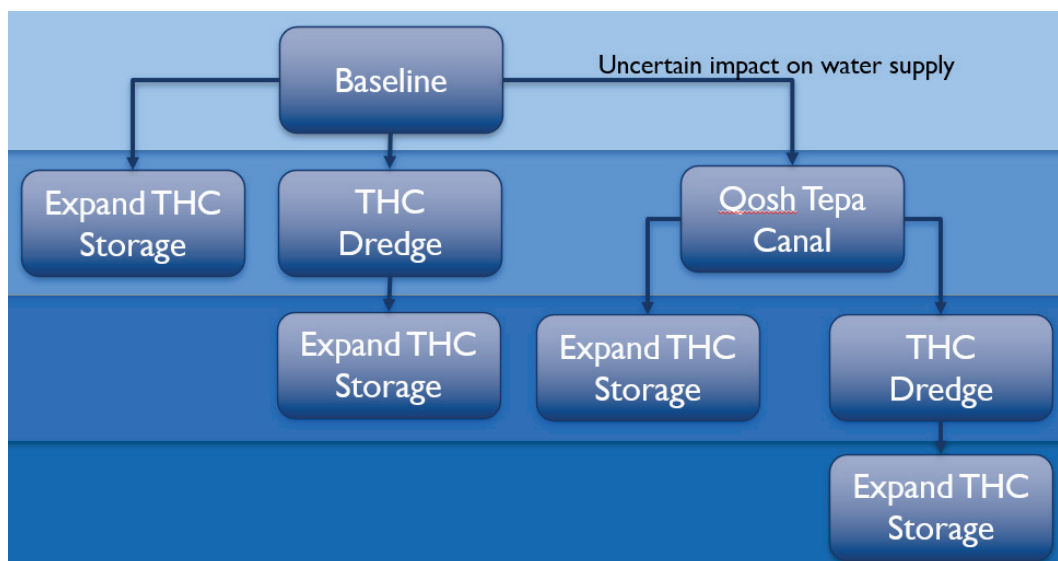 Baseline
Uncertain impact on water supply
Expand THC
Storage
THC
Dredge
Qosh Tepa
Canal
Expand THC
Storage
Expand THC
Storage
THC
Dredge
Expand THC
Storage